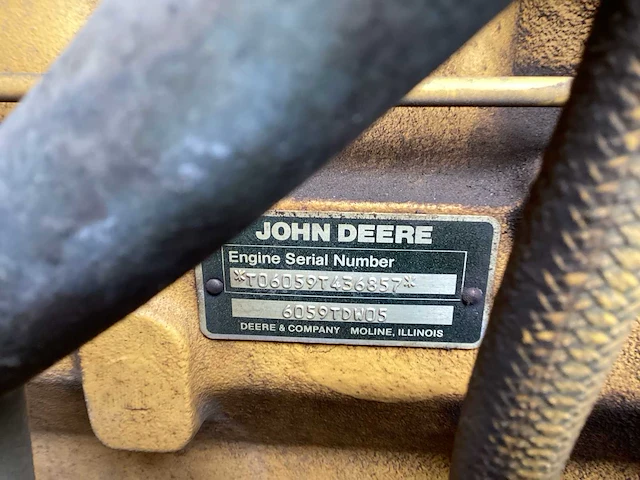 JOHN DEERE
Engine Serial Number
*T06059T436857*
6059TDW05
DEERE & COMPANY MOLINE, ILLINOIS